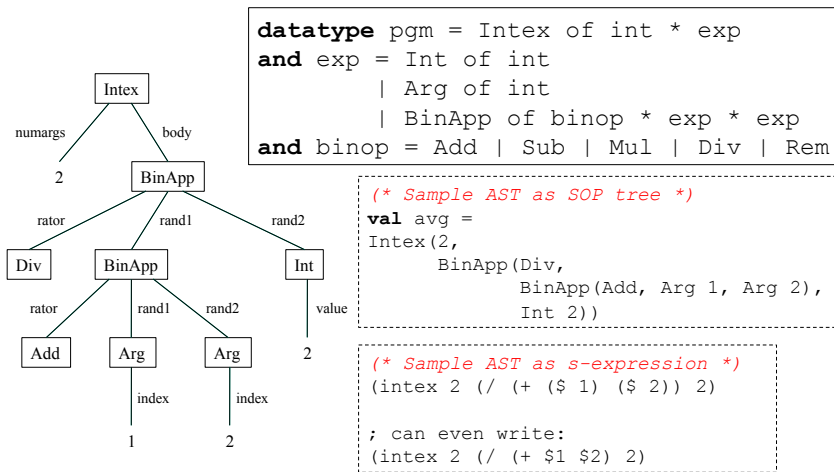 Intex
numargs body
2
BinApp
rator rand1 rand2
Div BinApp Int
rator rand1 rand2 value
Add Arg Arg 2
index index
1 2
datatype pgm = Intex of int * exp
and exp = Int of int
| Arg of int
| BinApp of binop * exp * exp
and binop = Add | Sub | Mul | Div | Rem
(* Sample AST as SOP tree *)
val avg =
Intex(2,
BinApp(Div,
BinApp(Add, Arg 1, Arg 2),
Int 2))
(* Sample AST as s-expression *)
(intex 2 (/ (+ ($ 1) ($ 2)) 2)
; can even write:
(intex 2 (/ (+ $1 $2) 2)